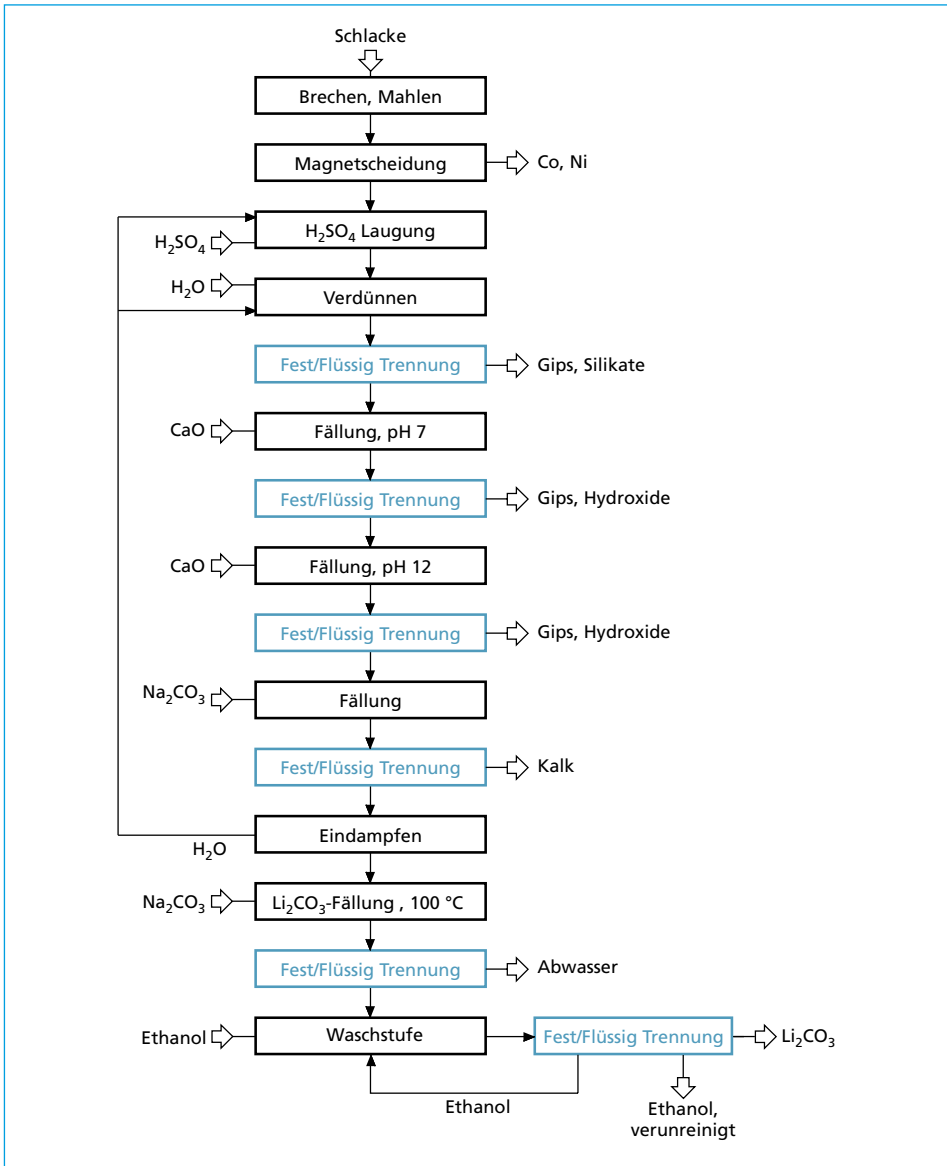 Schlacke
Brechen, Mahlen
Magnetscheidung
Co, Ni
H₂SO₄ Laugung
H₂SO₄
H₂O
Verdünnen
Fest/Flüssig Trennung
Gips, Silikate
CaO
Fällung, pH 7
Fest/Flüssig Trennung
Gips, Hydroxide
CaO
Fällung, pH 12
Fest/Flüssig Trennung
Gips, Hydroxide
Na₂CO₃
Fällung
Fest/Flüssig Trennung
Kalk
Eindampfen
H₂O
Na₂CO₃
Li₂CO₃-Fällung , 100 °C
Fest/Flüssig Trennung
Abwasser
Ethanol
Waschstufe
Fest/Flüssig Trennung
Li₂CO₃
Ethanol
Ethanol,
verunreinigt